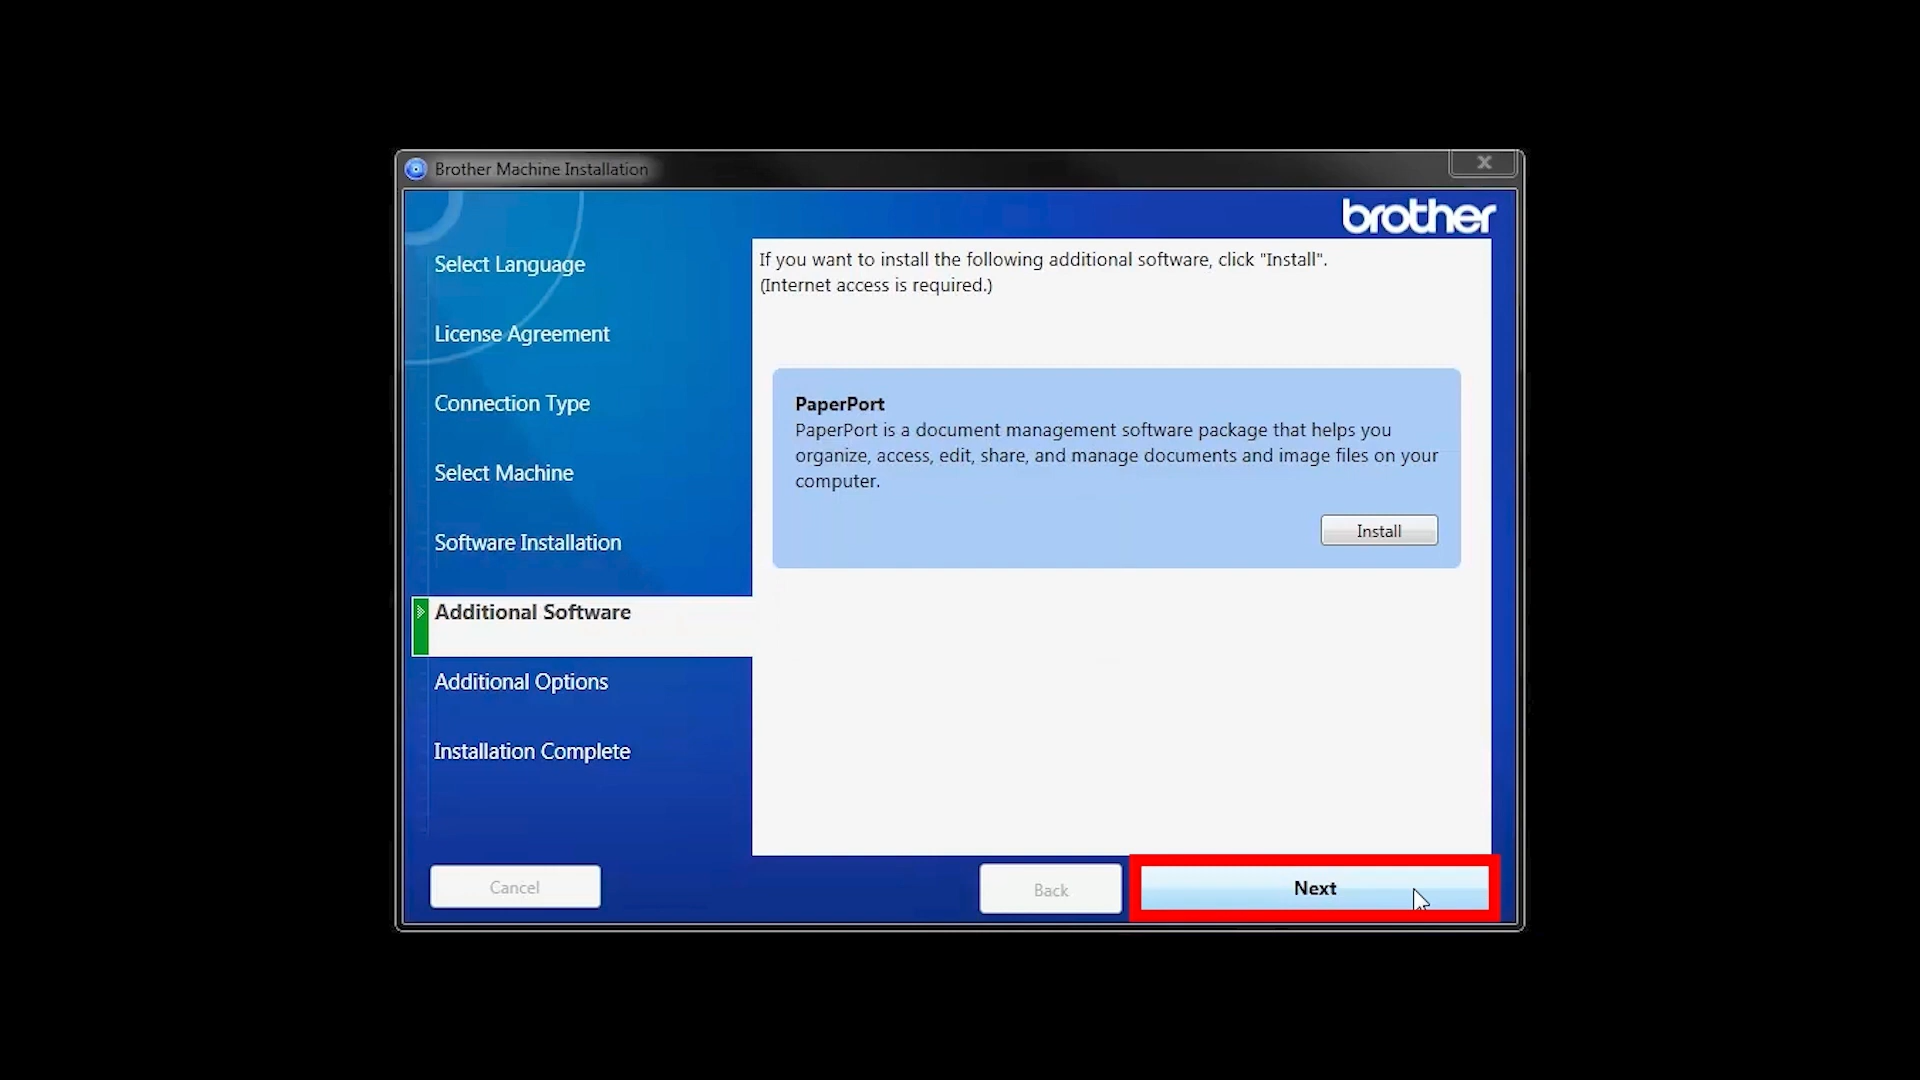 Brother Machine Installation
X
brother
Select Language
License Agreement
Connection Type
Select Machine
Software Installation
Additional Software
Additional Options
Installation Complete
If you want to install the following additional software, click "Install".
(Internet access is required.)
PaperPort
PaperPort is a document management software package that helps you
organize, access, edit, share, and manage documents and image files on your
computer.
Install
Cancel
Back
Next